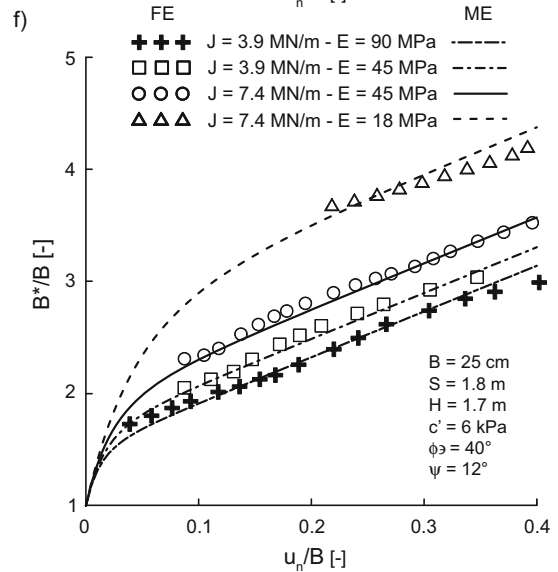 f)
FE ME
J = 3.9 MN/m - E = 90 MPa
J = 3.9 MN/m - E = 45 MPa
J = 7.4 MN/m - E = 45 MPa
J = 7.4 MN/m - E = 18 MPa
5
4
3
2
1
B*/B [-]
B = 25 cm
S = 1.8 m
H = 1.7 m
c' = 6 kPa
ϕ϶ = 40°
ψ = 12°
0 0.1 0.2 0.3 0.4
uₙ/B [-]